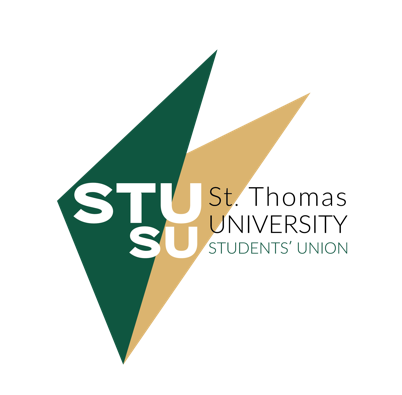 STU
SU
St. Thomas
UNIVERSITY
STUDENTS' UNION